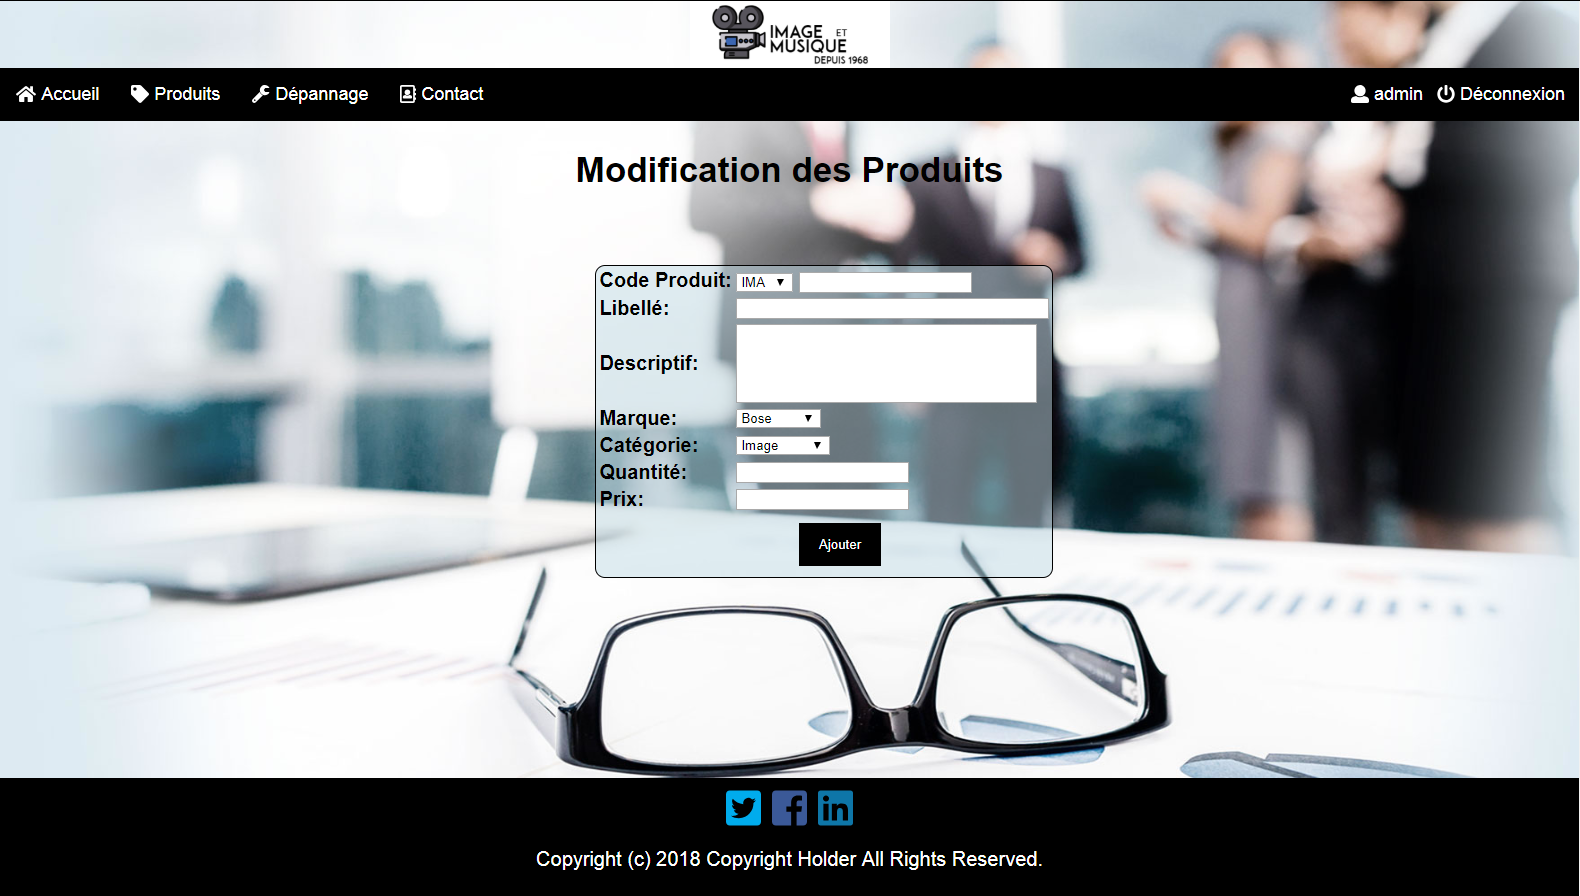 IMAGE ET
MUSIQUE
DEPUIS 1968
Accueil Produits Dépannage Contact admin Déconnexion
Modification des Produits
Code Produit: IMA
Libellé:
Descriptif:
Marque: Bose
Catégorie: Image
Quantité:
Prix:
Ajouter
Copyright (c) 2018 Copyright Holder All Rights Reserved.